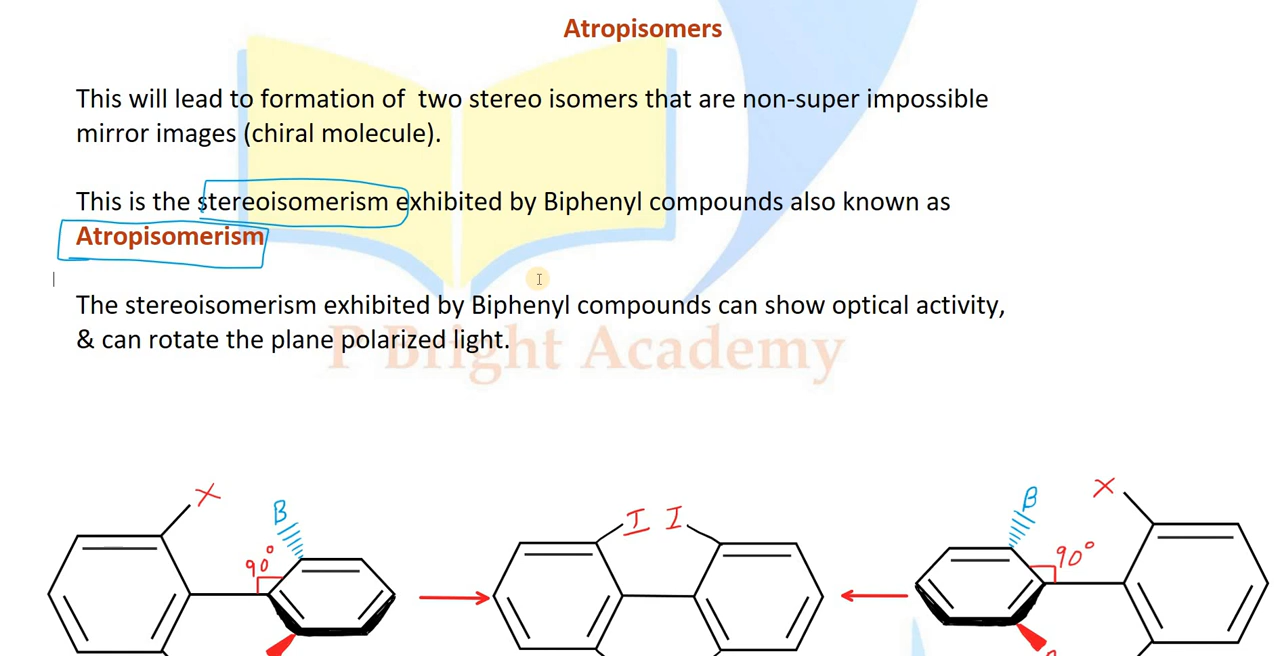 Atropisomers
This will lead to formation of two stereo isomers that are non-super impossible
mirror images (chiral molecule).
This is the stereoisomerism exhibited by Biphenyl compounds also known as
Atropisomerism
The stereoisomerism exhibited by Biphenyl compounds can show optical activity,
& can rotate the plane polarized light.
P Bright Academy
X B I I B X
90° 90°